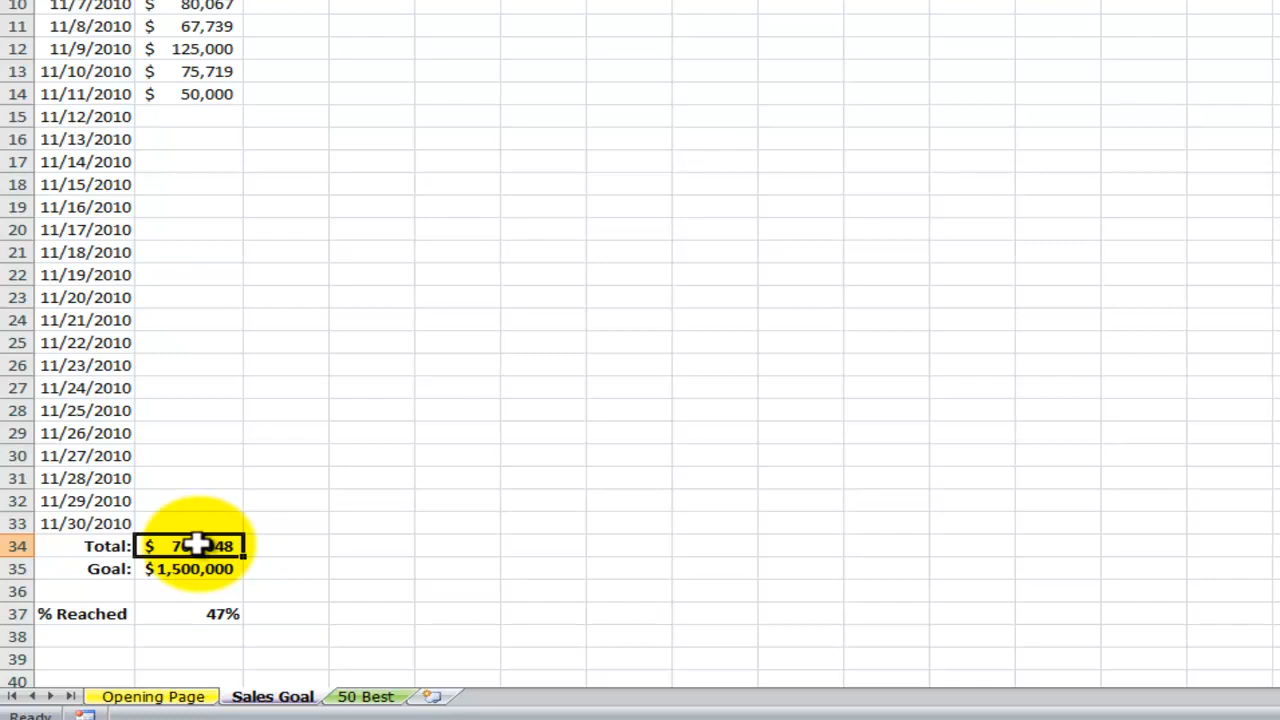 10 11/7/2010 $ 80,067
11 11/8/2010 $ 67,739
12 11/9/2010 $ 125,000
13 11/10/2010 $ 75,719
14 11/11/2010 $ 50,000
15 11/12/2010
16 11/13/2010
17 11/14/2010
18 11/15/2010
19 11/16/2010
20 11/17/2010
21 11/18/2010
22 11/19/2010
23 11/20/2010
24 11/21/2010
25 11/22/2010
26 11/23/2010
27 11/24/2010
28 11/25/2010
29 11/26/2010
30 11/27/2010
31 11/28/2010
32 11/29/2010
33 11/30/2010
34 Total: $
35 Goal: $1,500,000
36
37 % Reached 47%
38
39
40
Opening Page Sales Goal 50 Best
Ready